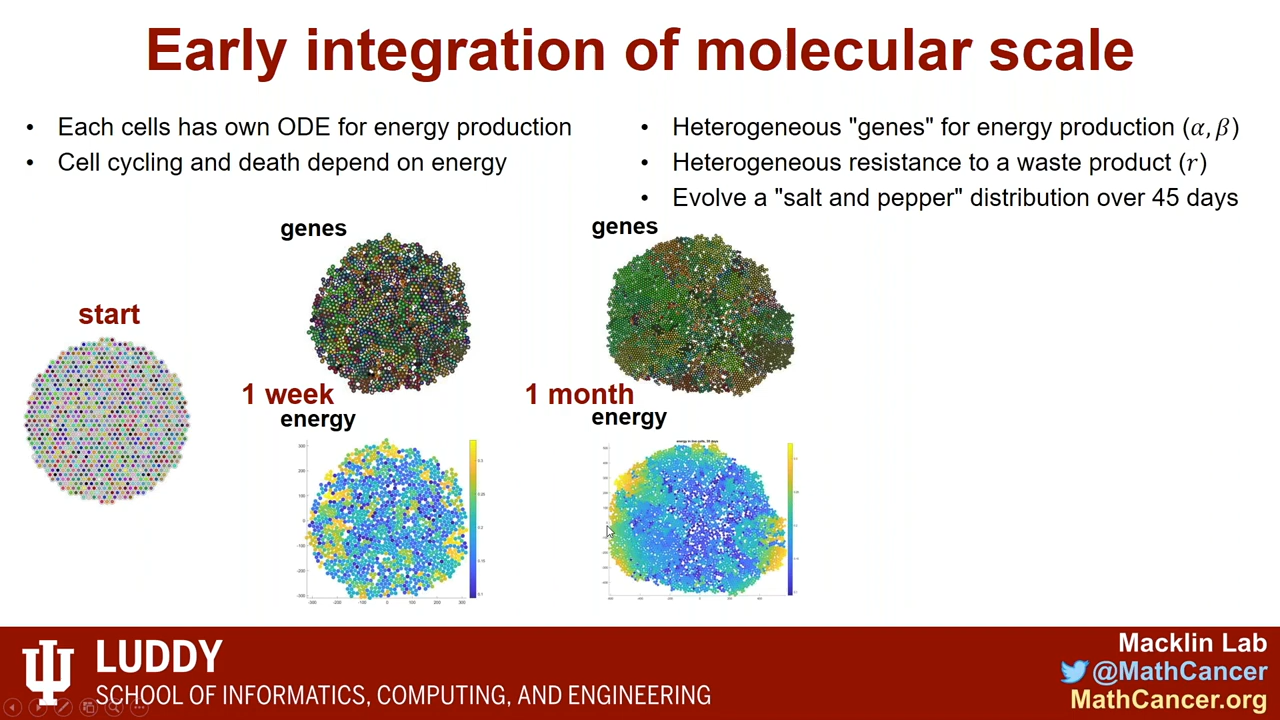 Early integration of molecular scale
• Each cells has own ODE for energy production
• Cell cycling and death depend on energy
• Heterogeneous "genes" for energy production (α, β)
• Heterogeneous resistance to a waste product (r)
• Evolve a "salt and pepper" distribution over 45 days
start
genes
1 week
energy
genes
1 month
energy
LUDDY
SCHOOL OF INFORMATICS, COMPUTING, AND ENGINEERING
Macklin Lab
@MathCancer
MathCancer.org